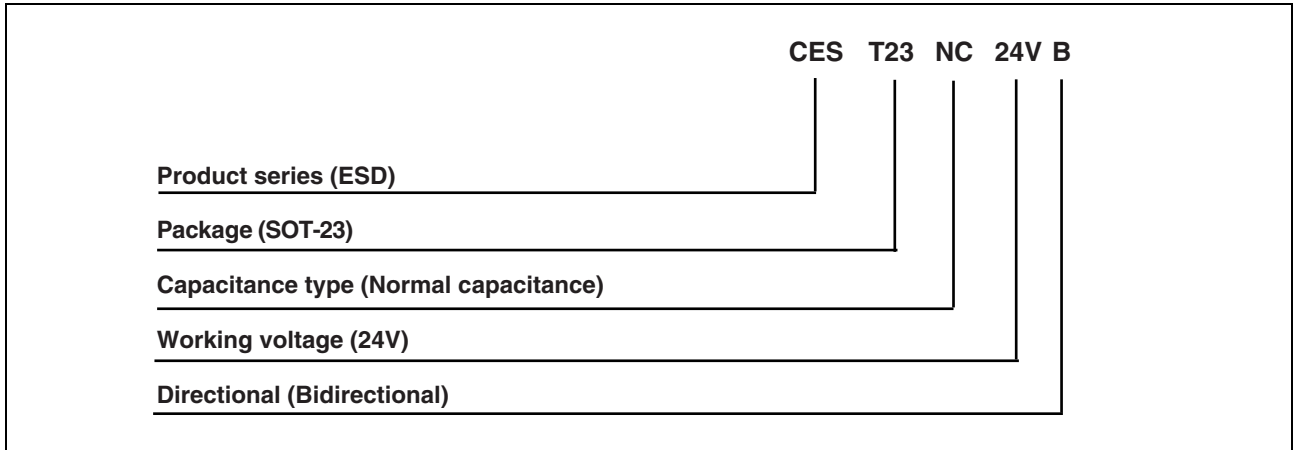 CES T23 NC 24V B
Product series (ESD)
Package (SOT-23)
Capacitance type (Normal capacitance)
Working voltage (24V)
Directional (Bidirectional)